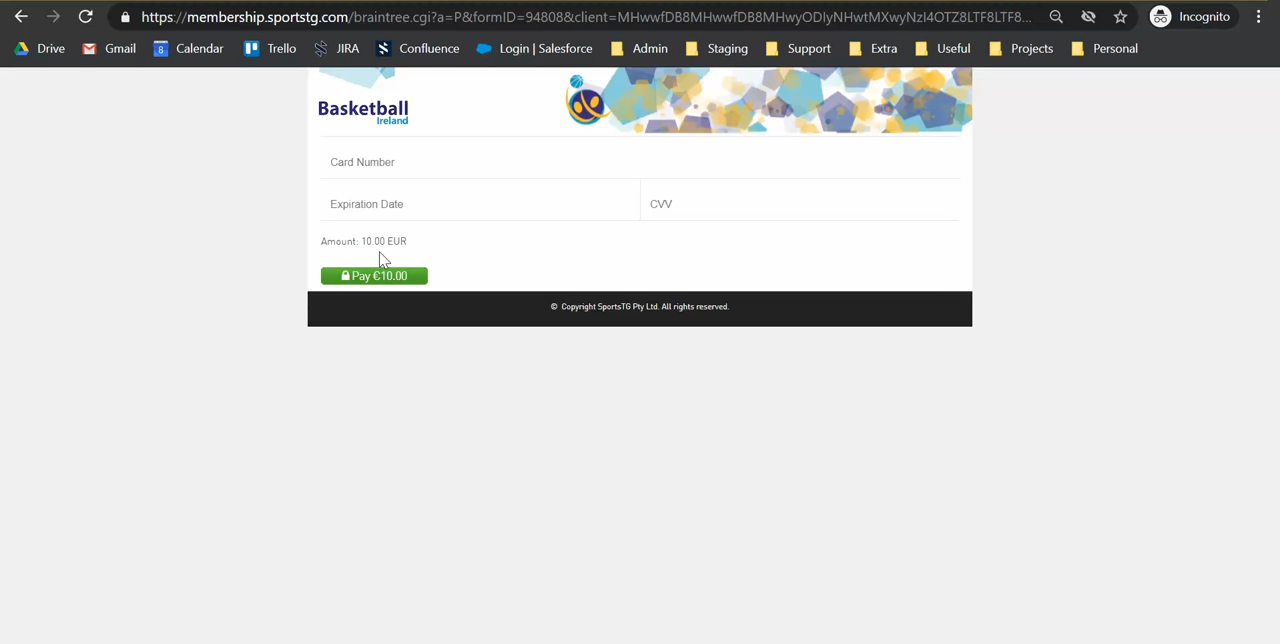 https://membership.sportstg.com/braintree.cgi?a=P&formID=94808&client=MHwwfDB8MHwwfDB8MHwyODIyNHwtMXwyNzI4OTZ8LTF8LTF8...
Incognito
Drive
Gmail
8 Calendar
Trello
JIRA
Confluence
Login | Salesforce
Admin
Staging
Support
Extra
Useful
Projects
Personal
Basketball
Ireland
Card Number
Expiration Date
CVV
Amount: 10.00 EUR
Pay €10.00
© Copyright SportsTG Pty Ltd. All rights reserved.